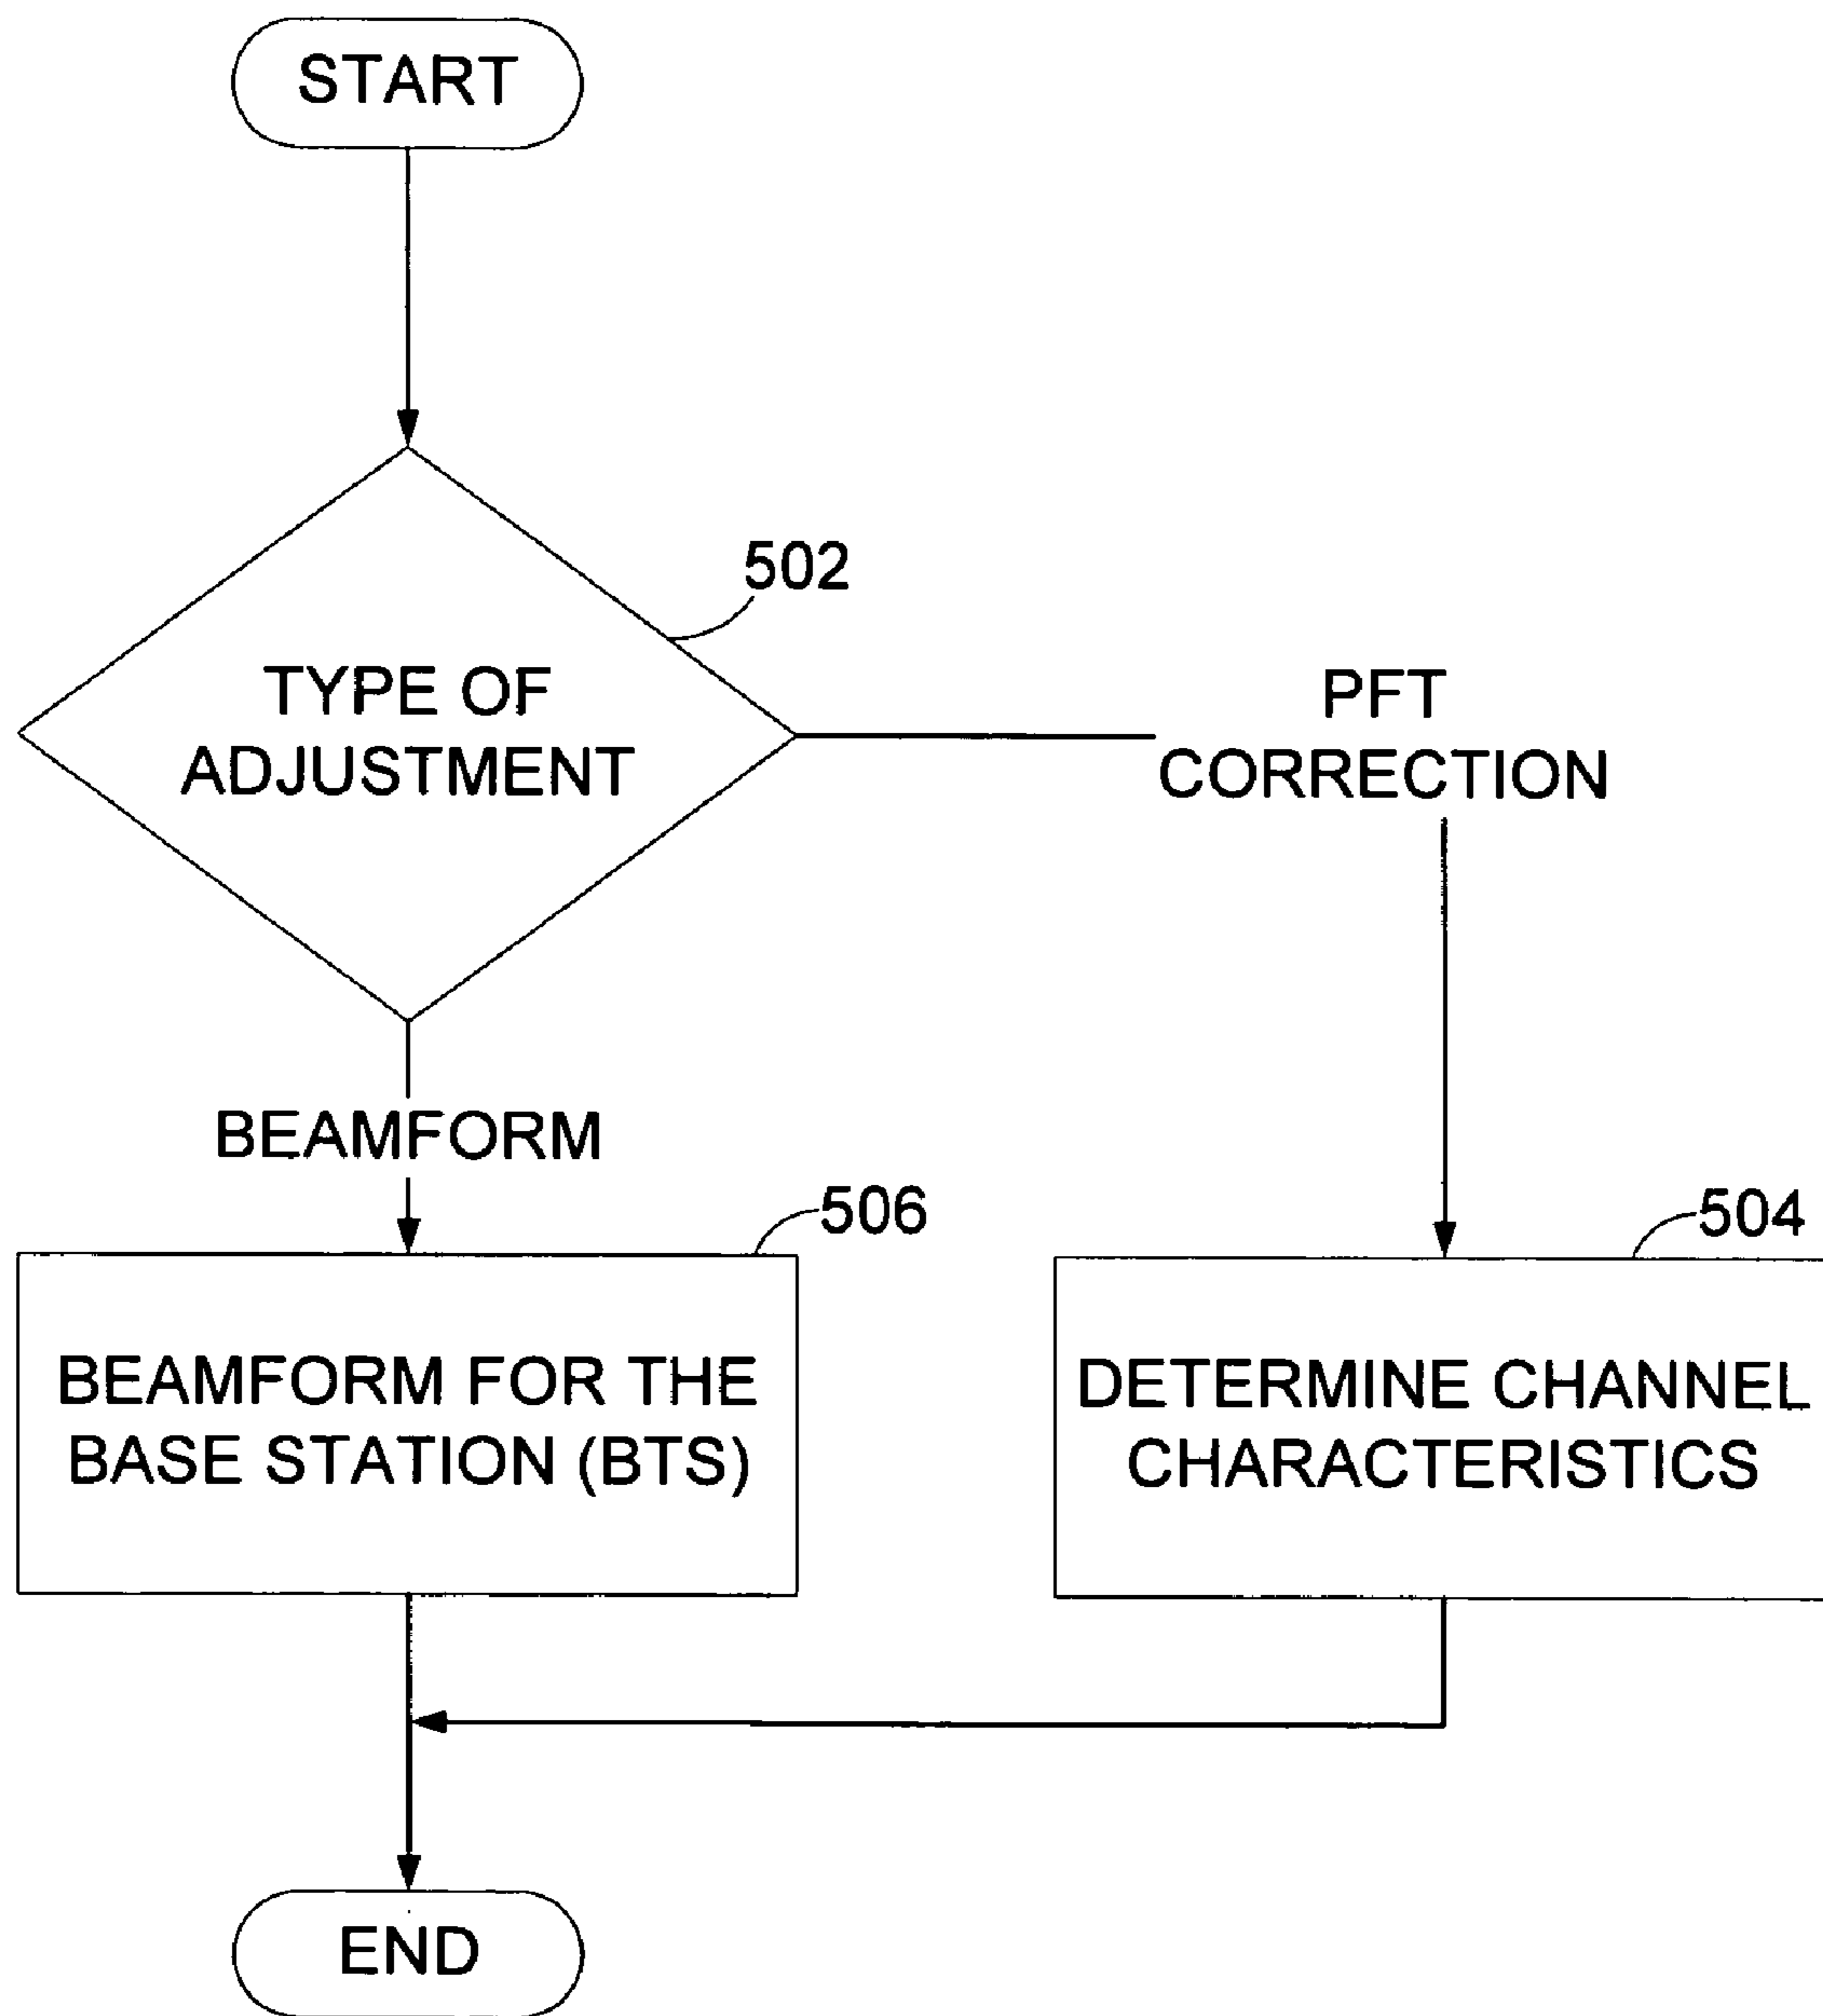 START
502
TYPE OF
ADJUSTMENT
PFT
CORRECTION
BEAMFORM
506
504
BEAMFORM FOR THE
BASE STATION (BTS)
DETERMINE CHANNEL
CHARACTERISTICS
END